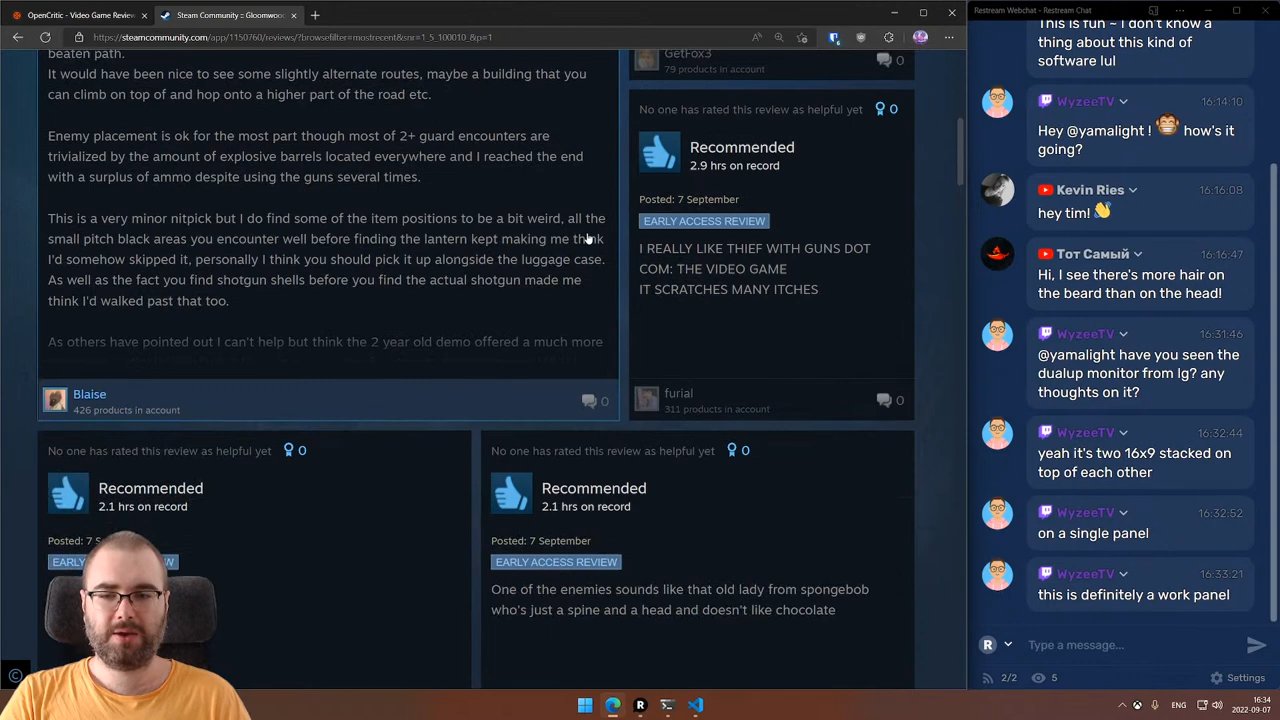 OpenCritic - Video Game Review
Steam Community :: Gloomwoo
Restream Webchat — Restream Chat
https://steamcommunity.com/app/1150760/reviews/?browsefilter=mostrecent&snr=1_5_100010_&p=1
beaten path.
It would have been nice to see some slightly alternate routes, maybe a building that you
can climb on top of and hop onto a higher part of the road etc.
Enemy placement is ok for the most part though most of 2+ guard encounters are
trivialized by the amount of explosive barrels located everywhere and I reached the end
with a surplus of ammo despite using the guns several times.
This is a very minor nitpick but I do find some of the item positions to be a bit weird, all the
small pitch black areas you encounter well before finding the lantern kept making me think
I'd somehow skipped it, personally I think you should pick it up alongside the luggage case.
As well as the fact you find shotgun shells before you find the actual shotgun made me
think I'd walked past that too.
As others have pointed out I can't help but think the 2 year old demo offered a much more
Blaise
426 products in account
0
GetFox3
79 products in account
0
No one has rated this review as helpful yet
0
Recommended
2.9 hrs on record
Posted: 7 September
EARLY ACCESS REVIEW
I REALLY LIKE THIEF WITH GUNS DOT
COM: THE VIDEO GAME
IT SCRATCHES MANY ITCHES
furial
311 products in account
0
No one has rated this review as helpful yet
0
Recommended
2.1 hrs on record
Posted: 7 September
EARLY W
No one has rated this review as helpful yet
0
Recommended
2.1 hrs on record
Posted: 7 September
EARLY ACCESS REVIEW
One of the enemies sounds like that old lady from spongebob
who's just a spine and a head and doesn't like chocolate
This is fun ~ I don't know a
thing about this kind of
software lul
WyzeeTV
16:14:10
Hey @yamalight ! how's it
going?
Kevin Ries
16:16:08
hey tim!
Тот Самый
16:16:47
Hi, I see there's more hair on
the beard than on the head!
WyzeeTV
16:31:46
@yamalight have you seen the
dualup monitor from lg? any
thoughts on it?
WyzeeTV
16:32:44
yeah it's two 16x9 stacked on
top of each other
WyzeeTV
16:32:52
on a single panel
WyzeeTV
16:33:21
this is definitely a work panel
R
Type a message...
2/2
5
Settings
R
ENG
16:34
2022-09-07